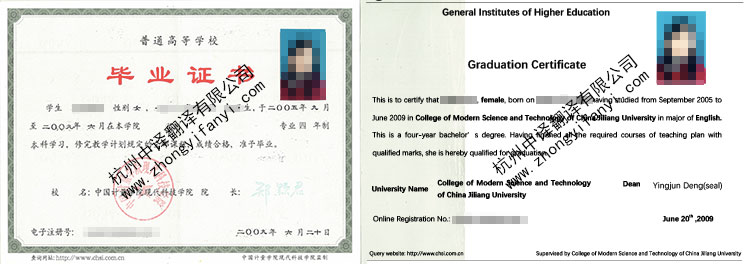 普通高等学校
毕业证书
学生 性别 女， 生，于二〇〇五年九月
至二〇〇九年 六月在本学院 专业 四 年制
本科学习，修完教学计划规定的 成绩合格，准予毕业。
校 名：中国计量学院现代科技学院 院 长：
电子注册号：
二〇〇九年 六月二十日
查询网址：http://www.chsi.com.cn
中国计量学院现代科技学院监制
杭州中译翻译有限公司
www.zhongyifanyi.com
General Institutes of Higher Education
Graduation Certificate
This is to certify that , female, born on , having studied from September 2005 to
June 2009 in College of Modern Science and Technology of China Jiliang University in major of English.
This is a four-year bachelor's degree. Having finished all the required courses of teaching plan with
qualified marks, she is hereby qualified for graduation.
University Name College of Modern Science and Technology Dean Yingjun Deng(seal)
of China Jiliang University
Online Registration No.:
June 20th,2009
Query website: http://www.chsi.com.cn
Supervised by College of Modern Science and Technology of China Jiliang University
杭州中译翻译有限公司
www.zhongyifanyi.com